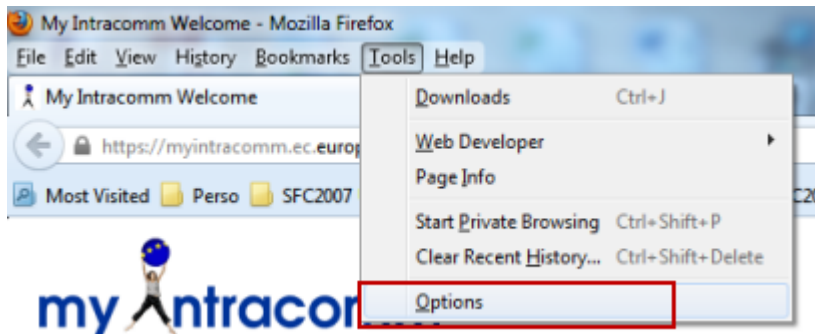 My Intracomm Welcome - Mozilla Firefox
File Edit View History Bookmarks Tools Help
My Intracomm Welcome
Downloads Ctrl+J
https://myintracomm.ec.europ
Web Developer
Page Info
Most Visited Perso SFC2007
Start Private Browsing Ctrl+Shift+P
Clear Recent History... Ctrl+Shift+Delete
Options
my intracom